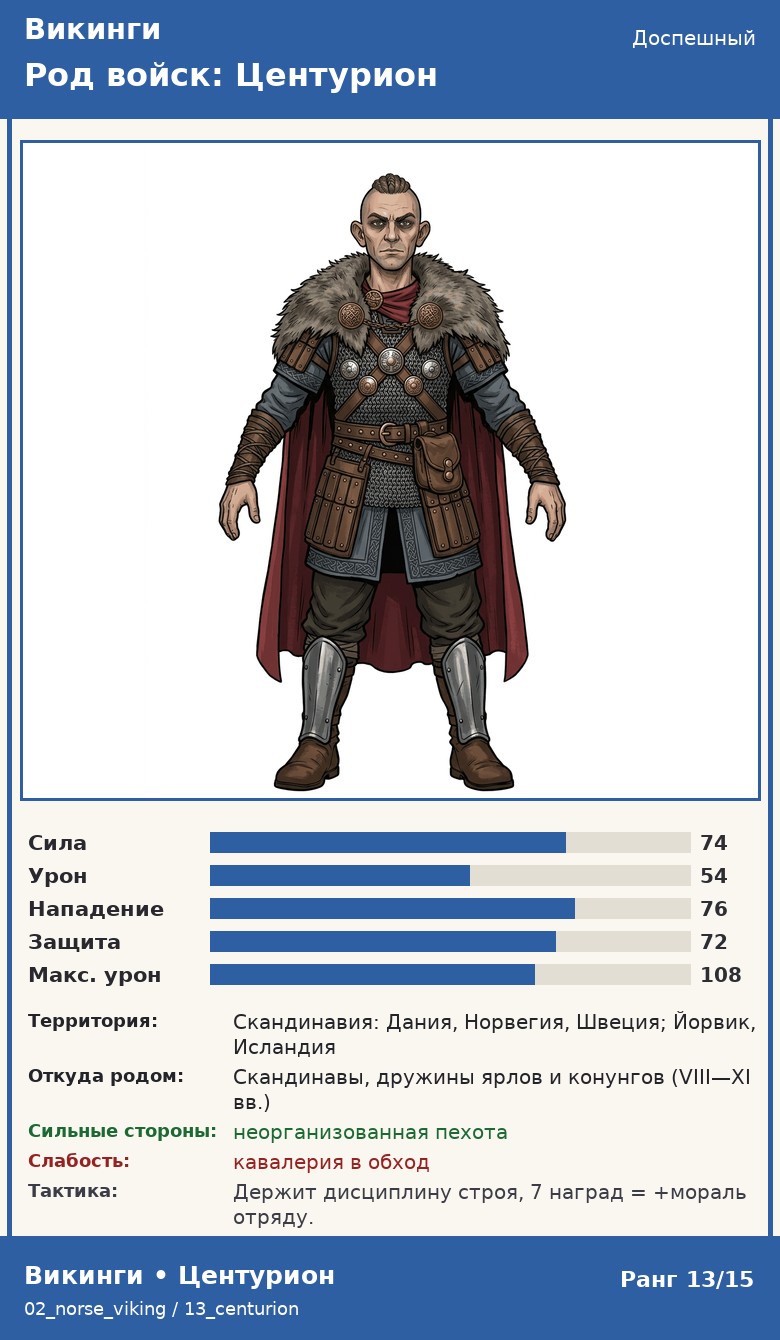 Викинги
Доспешный
Род войск: Центурион
Сила 74
Урон 54
Нападение 76
Защита 72
Макс. урон 108
Территория: Скандинавия: Дания, Норвегия, Швеция; Йорвик,
Исландия
Откуда родом: Скандинавы, дружины ярлов и конунгов (VIII—XI
вв.)
Сильные стороны: неорганизованная пехота
Слабость: кавалерия в обход
Тактика: Держит дисциплину строя, 7 наград = +мораль
отряду.
Викинги • Центурион
Ранг 13/15
02_norse_viking / 13_centurion